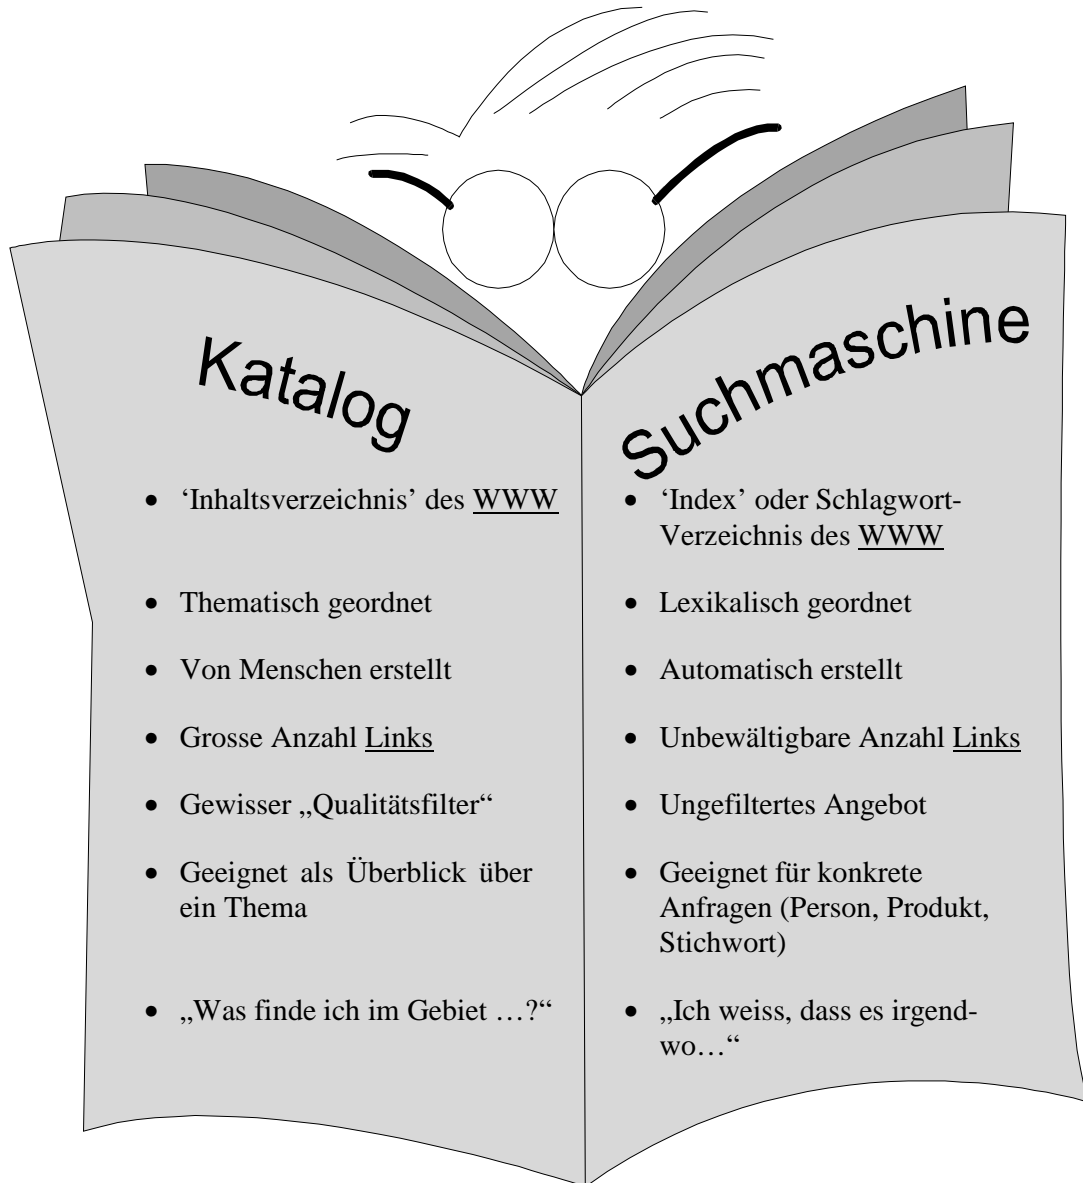 Katalog
• ‘Inhaltsverzeichnis’ des WWW
• Thematisch geordnet
• Von Menschen erstellt
• Grosse Anzahl Links
• Gewisser „Qualitätsfilter“
• Geeignet als Überblick über
ein Thema
• „Was finde ich im Gebiet …?“
Suchmaschine
• ‘Index’ oder Schlagwort-
Verzeichnis des WWW
• Lexikalisch geordnet
• Automatisch erstellt
• Unbewältigbare Anzahl Links
• Ungefiltertes Angebot
• Geeignet für konkrete
Anfragen (Person, Produkt,
Stichwort)
• „Ich weiss, dass es irgend-
wo…“